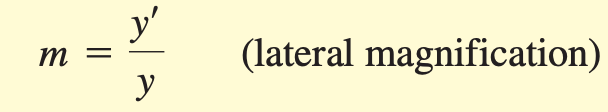 m = y′/y (lateral magnification)